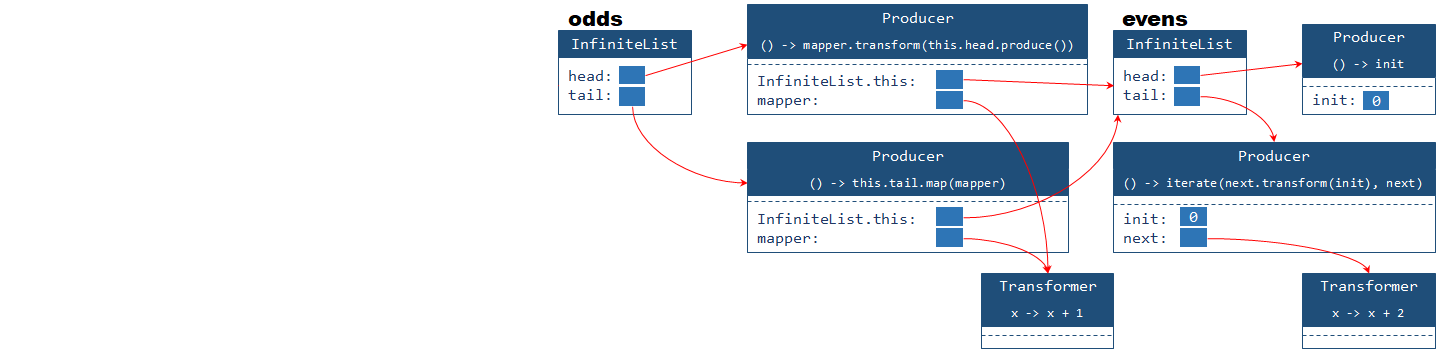 odds
InfiniteList
head:
tail:
Producer
() -> mapper.transform(this.head.produce())
InfiniteList.this:
mapper:
Producer
() -> this.tail.map(mapper)
InfiniteList.this:
mapper:
Transformer
x -> x + 1
evens
InfiniteList
head:
tail:
Producer
() -> init
init: 0
Producer
() -> iterate(next.transform(init), next)
init: 0
next:
Transformer
x -> x + 2